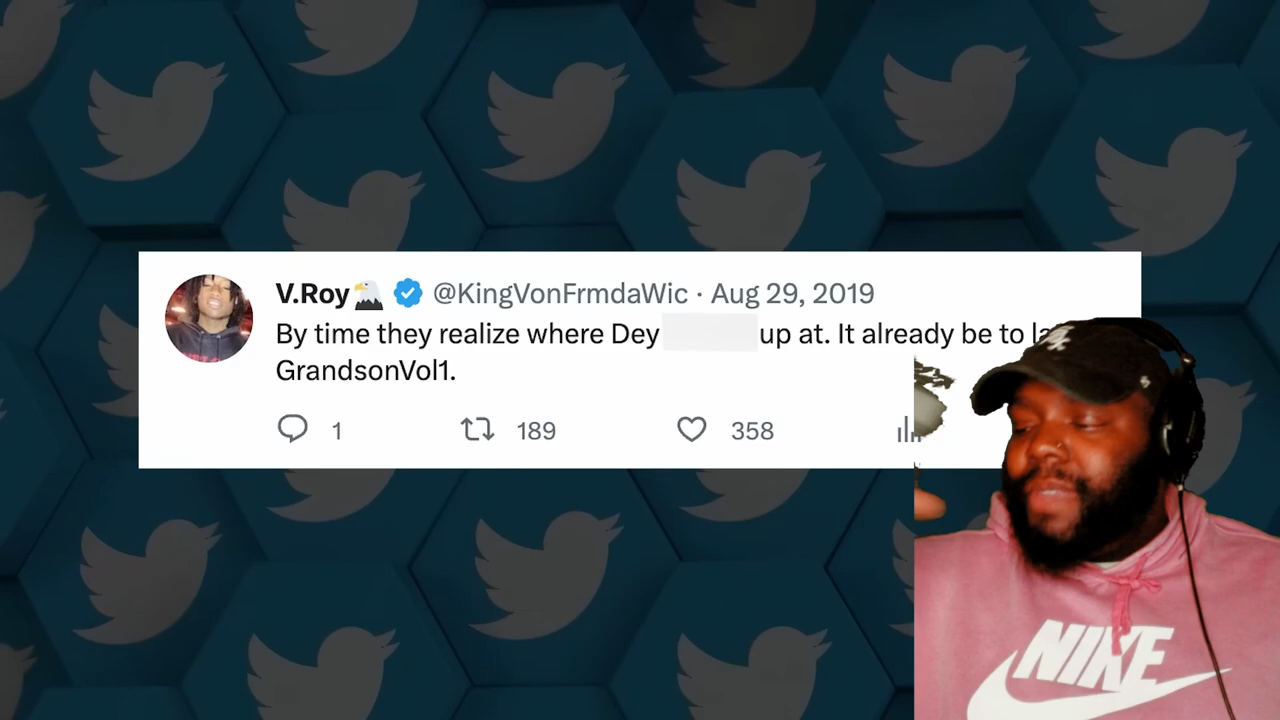 V.Roy🦅 @KingVonFrmdaWic · Aug 29, 2019
By time they realize where Dey up at. It already be to
GrandsonVol1.
1 189 358
NIKE